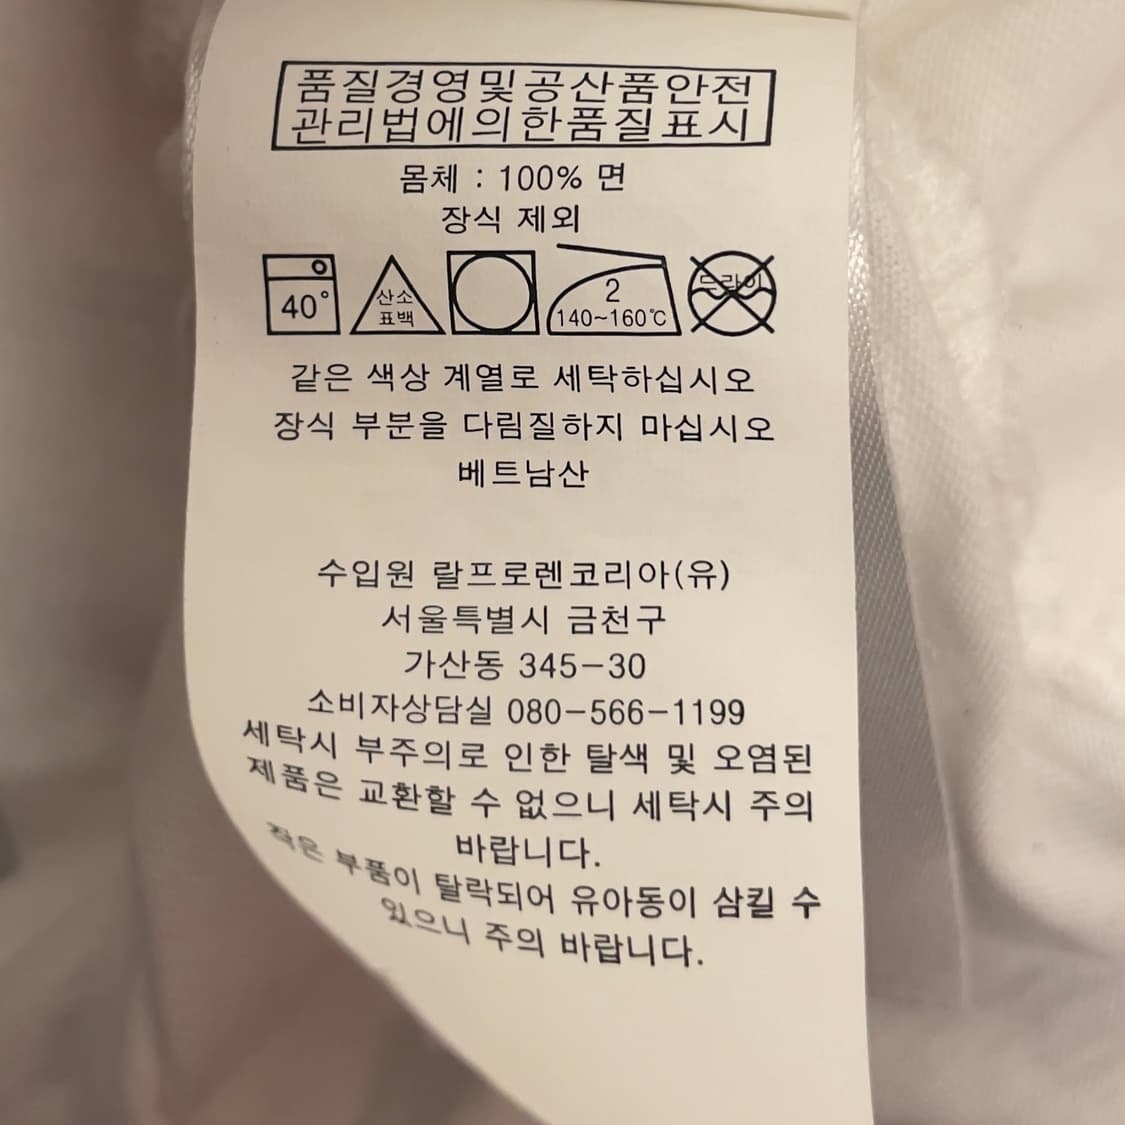 품질경영및공산품안전
관리법에의한품질표시
몸체 : 100% 면
장식 제외
40°
산소
표백
2
140~160℃
드라이
같은 색상 계열로 세탁하십시오
장식 부분을 다림질하지 마십시오
베트남산
수입원 랄프로렌코리아(유)
서울특별시 금천구
가산동 345-30
소비자상담실 080-566-1199
세탁시 부주의로 인한 탈색 및 오염된
제품은 교환할 수 없으니 세탁시 주의
바랍니다.
작은 부품이 탈락되어 유아동이 삼킬 수
있으니 주의 바랍니다.